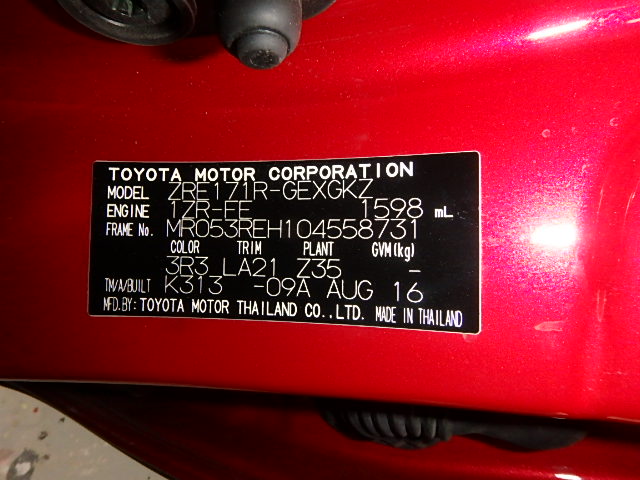 TOYOTA MOTOR CORPORATION
MODEL ZRE171R-GEXGKZ
ENGINE 1ZR-FE 1598 mL
FRAME No. MR053REH104558731
COLOR TRIM PLANT GVM(kg)
3R3 LA21 Z35 -
TM/A/BUILT K313 -09A AUG 16
MFD.BY: TOYOTA MOTOR THAILAND CO.,LTD. MADE IN THAILAND